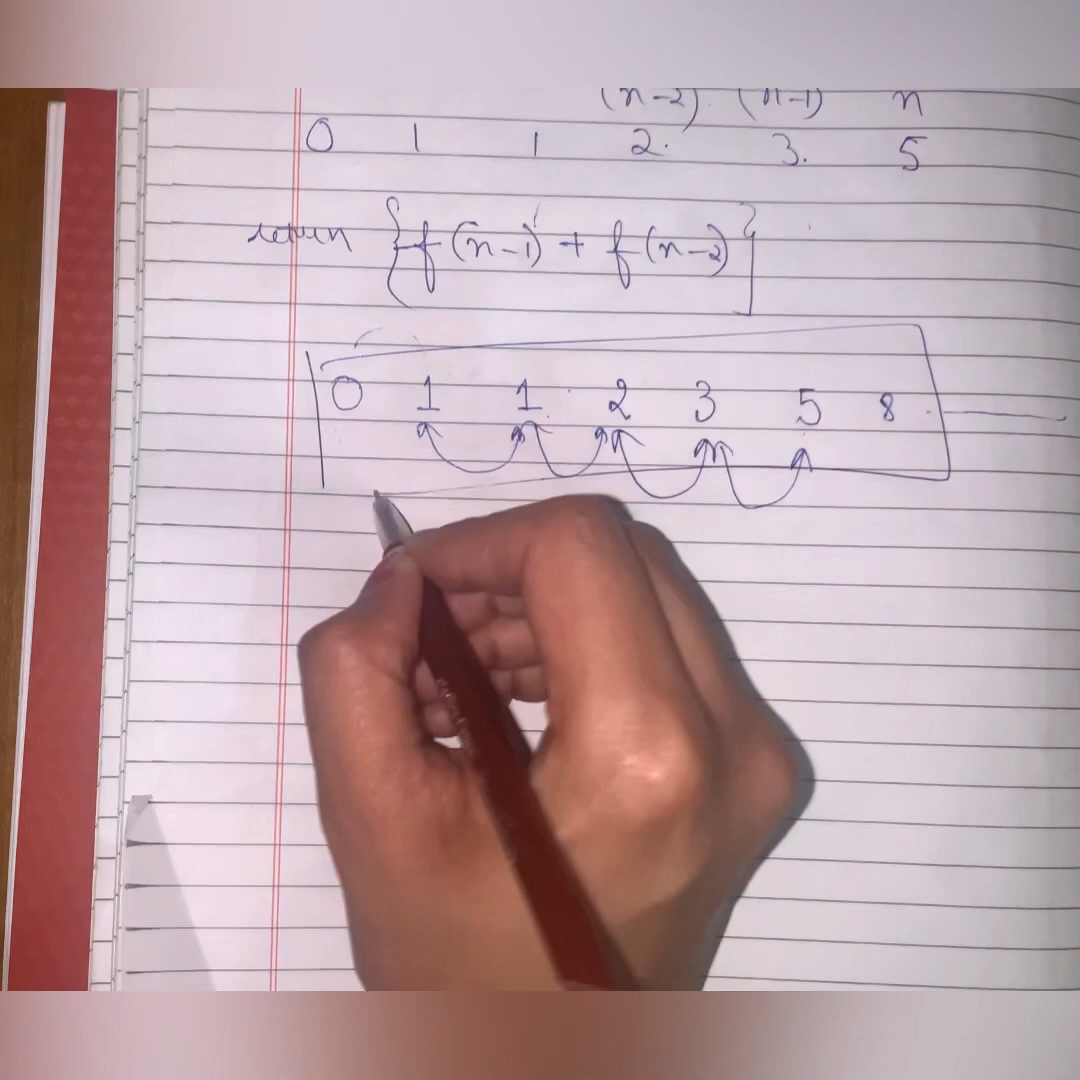 (n-2). (n-1) n
0 1 1 2. 3. 5
return {f(n-1) + f(n-2)}
0 1 1 2 3 5 8